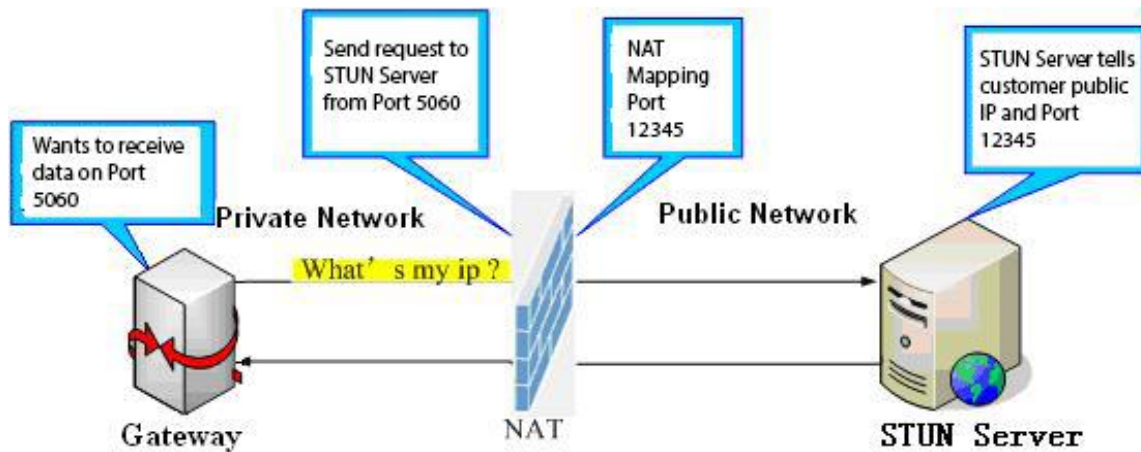 Send request to
STUN Server
from Port 5060
NAT
Mapping
Port
12345
STUN Server tells
customer public
IP and Port
12345
Wants to receive
data on Port
5060
Private Network
Public Network
What's my ip ?
Gateway
NAT
STUN Server